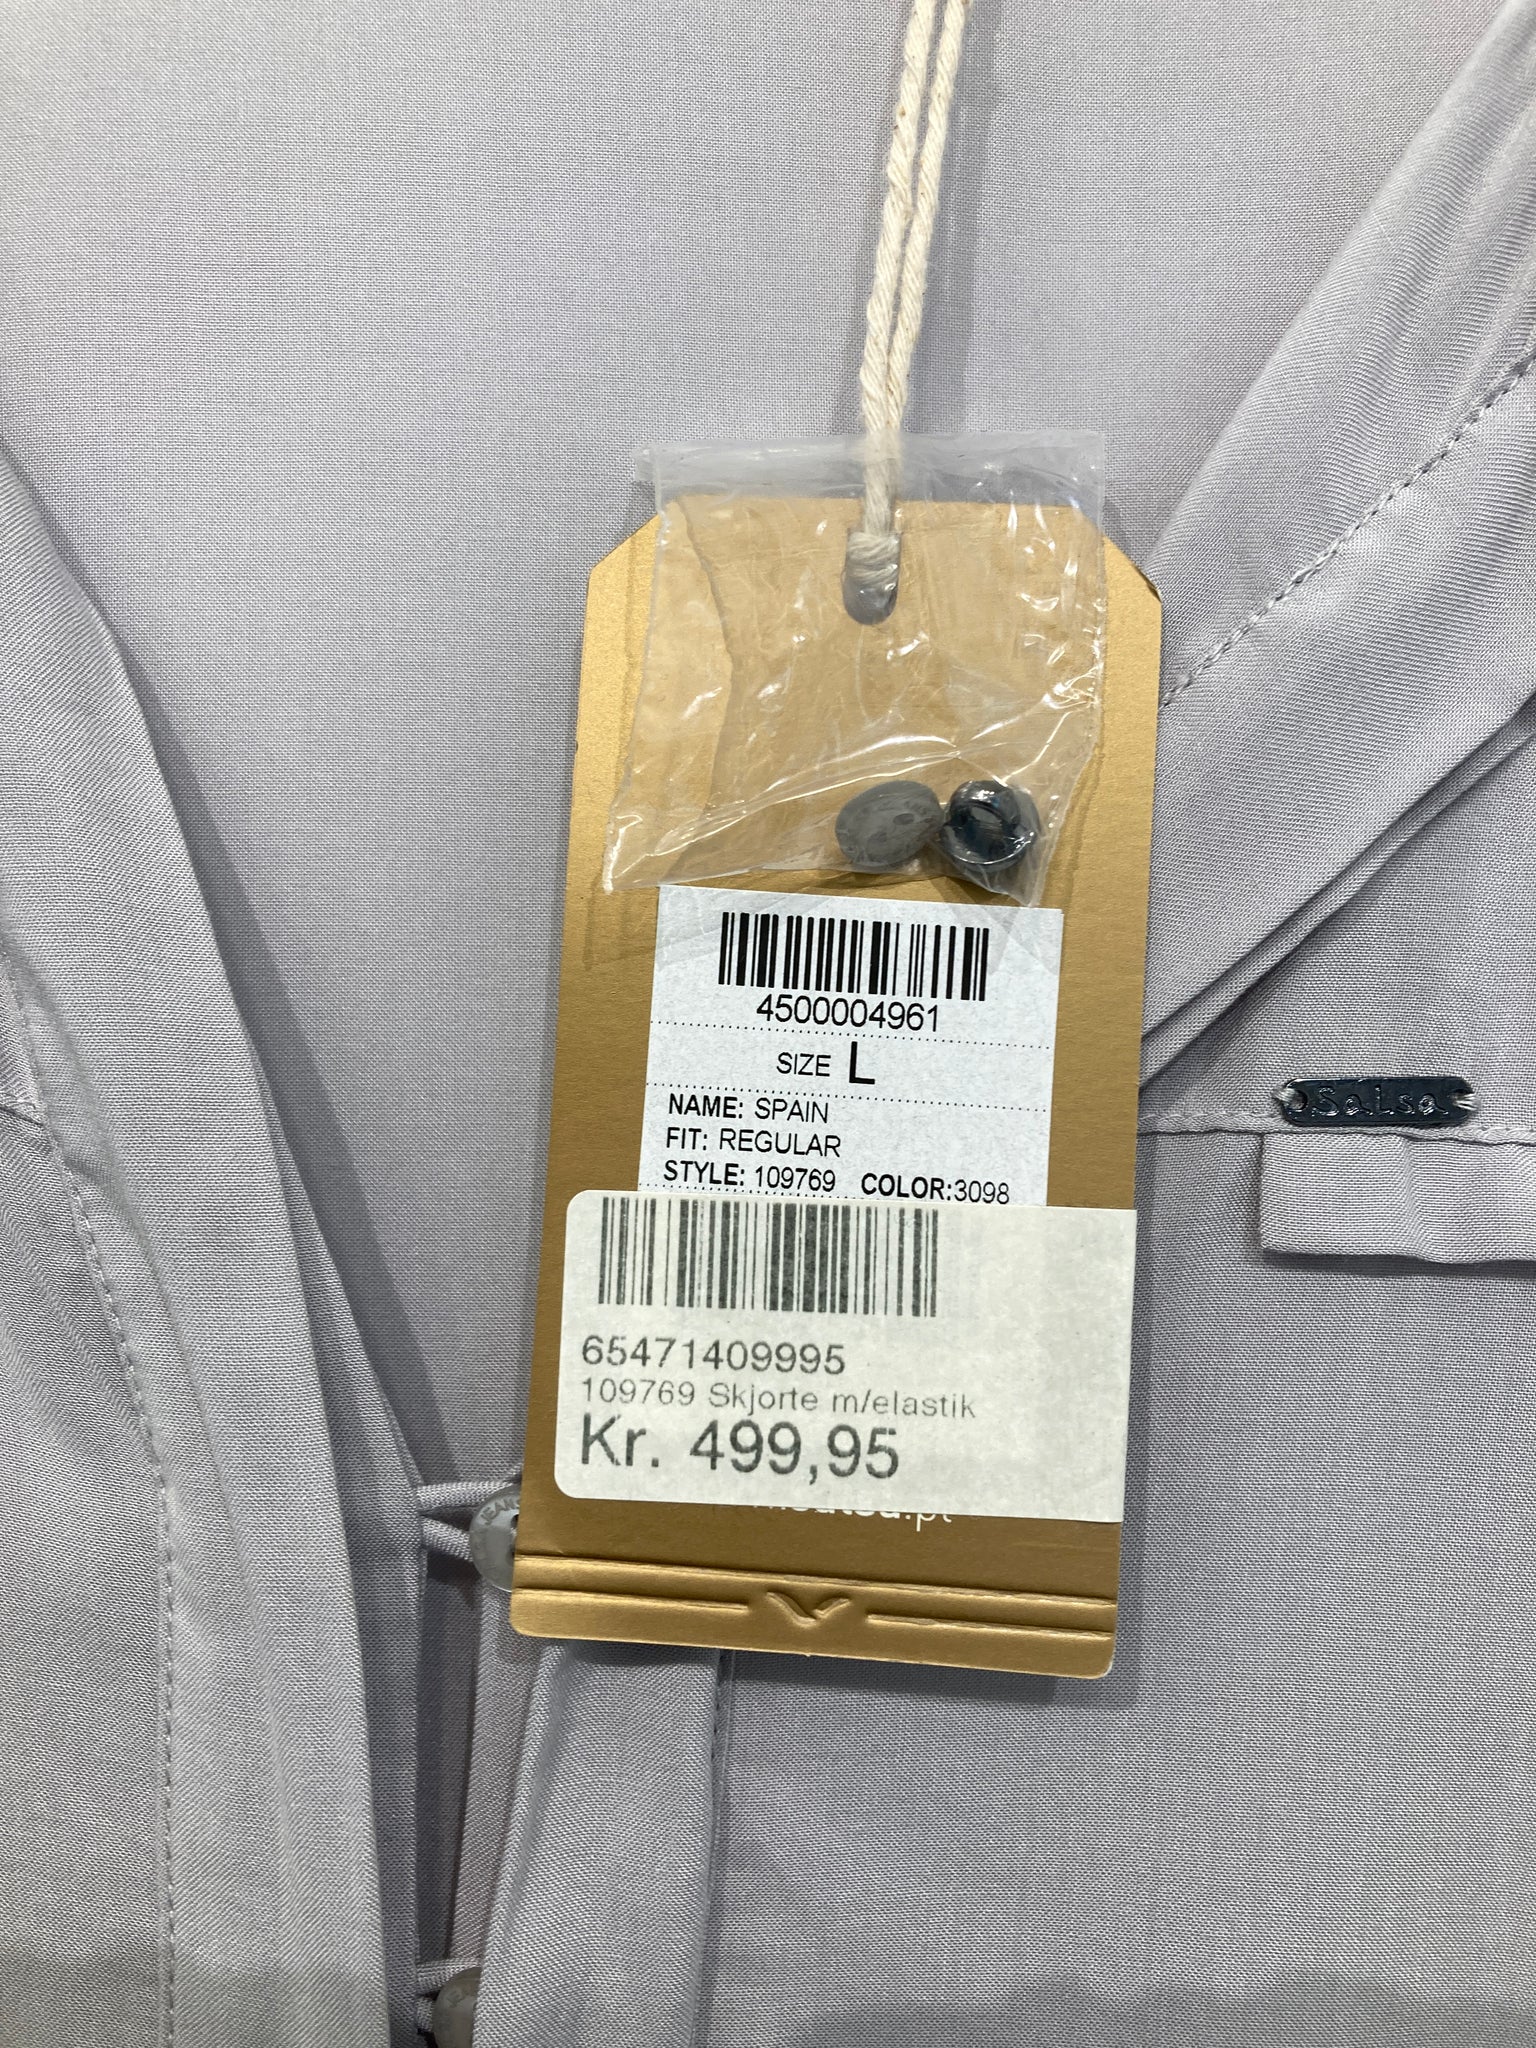 4500004961
SIZE L
NAME: SPAIN
FIT: REGULAR
STYLE: 109769 COLOR:3098
Salsa
65471409995
109769 Skjorte m/elastik
Kr. 499,95